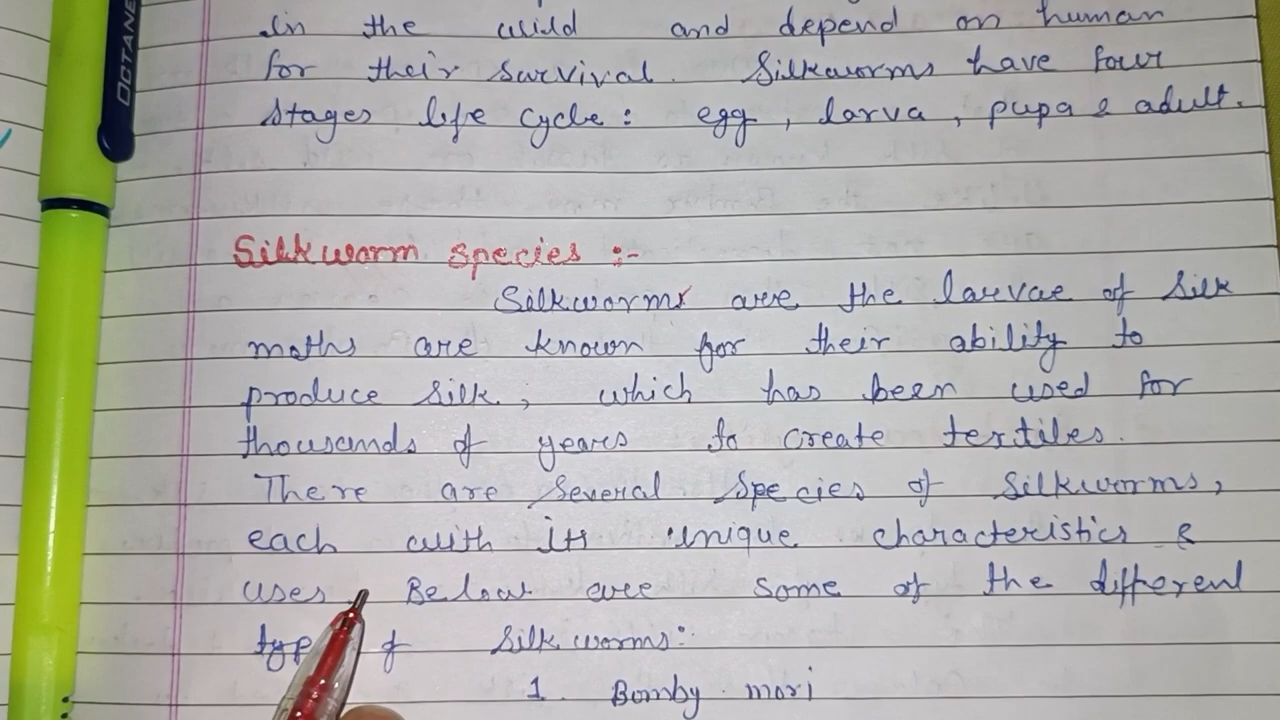 OCTANE
In the wild and depend on human
for their survival. Silkworms have four
stages life cycle: egg, larva, pupa & adult.
Silkworm species :-
Silkworms are the larvae of silk
moths are known for their ability to
produce silk, which has been used for
thousands of years to create textiles.
There are several species of silkworms,
each with its unique characteristics &
uses. Below are some of the different
typ of silkworms:
1. Bomby mori